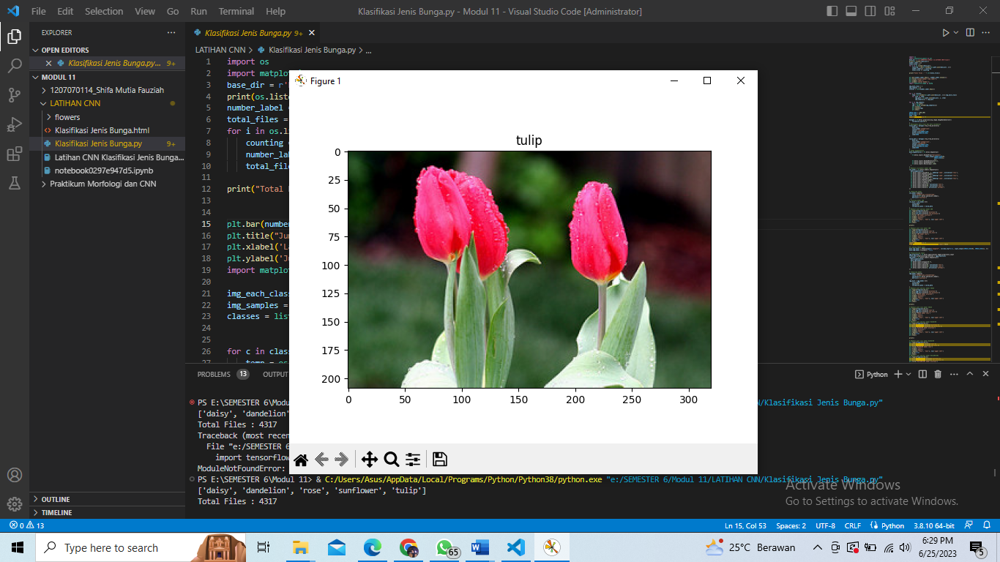 File Edit Selection View Go Run Terminal Help
Klasifikasi Jenis Bunga.py - Modul 11 - Visual Studio Code [Administrator]
EXPLORER
OPEN EDITORS
Klasifikasi Jenis Bunga.py... 9+
MODUL 11
1207070114_Shifa Mutia Fauziah
LATIHAN CNN
flowers
Klasifikasi Jenis Bunga.html
Klasifikasi Jenis Bunga.py 9+
Latihan CNN Klasifikasi Jenis Bunga...
notebook0297e947d5.ipynb
Praktikum Morfologi dan CNN
OUTLINE
TIMELINE
Klasifikasi Jenis Bunga.py 9+
LATIHAN CNN > Klasifikasi Jenis Bunga.py > ...
1 import os
2 import matplot
3 base_dir = r'
4 print(os.liste
5 number_label =
6 total_files =
7 for i in os.li
8 counting =
9 number_lab
10 total_file
11
12 print("Total
13
14
15 plt.bar(number
16 plt.title("Jum
17 plt.xlabel('La
18 plt.ylabel('Ju
19 import matplot
20
21 img_each_class
22 img_samples =
23 classes = list
24
25
26 for c in class
27 temp = os
Figure 1
tulip
0
25
50
75
100
125
150
175
200
0 50 100 150 200 250 300
PROBLEMS 13 OUTPUT
Python
PS E:\SEMESTER 6\Modu N/Klasifikasi Jenis Bunga.py"
['daisy', 'dandelion'
Total Files : 4317
Traceback (most recen
File "e:/SEMESTER 6
import tensorflow
ModuleNotFoundError:
PS E:\SEMESTER 6\Modul 11> & C:/Users/Asus/AppData/Local/Programs/Python/Python38/python.exe "e:/SEMESTER 6/Modul 11/LATIHAN CNN/Klasifikasi Jenis Bunga.py"
['daisy', 'dandelion', 'rose', 'sunflower', 'tulip']
Total Files : 4317
Activate Windows
Go to Settings to activate Windows.
0 13
Ln 15, Col 53 Spaces: 2 UTF-8 CRLF Python 3.8.10 64-bit
Type here to search
65
25°C Berawan
6:29 PM
6/25/2023
5